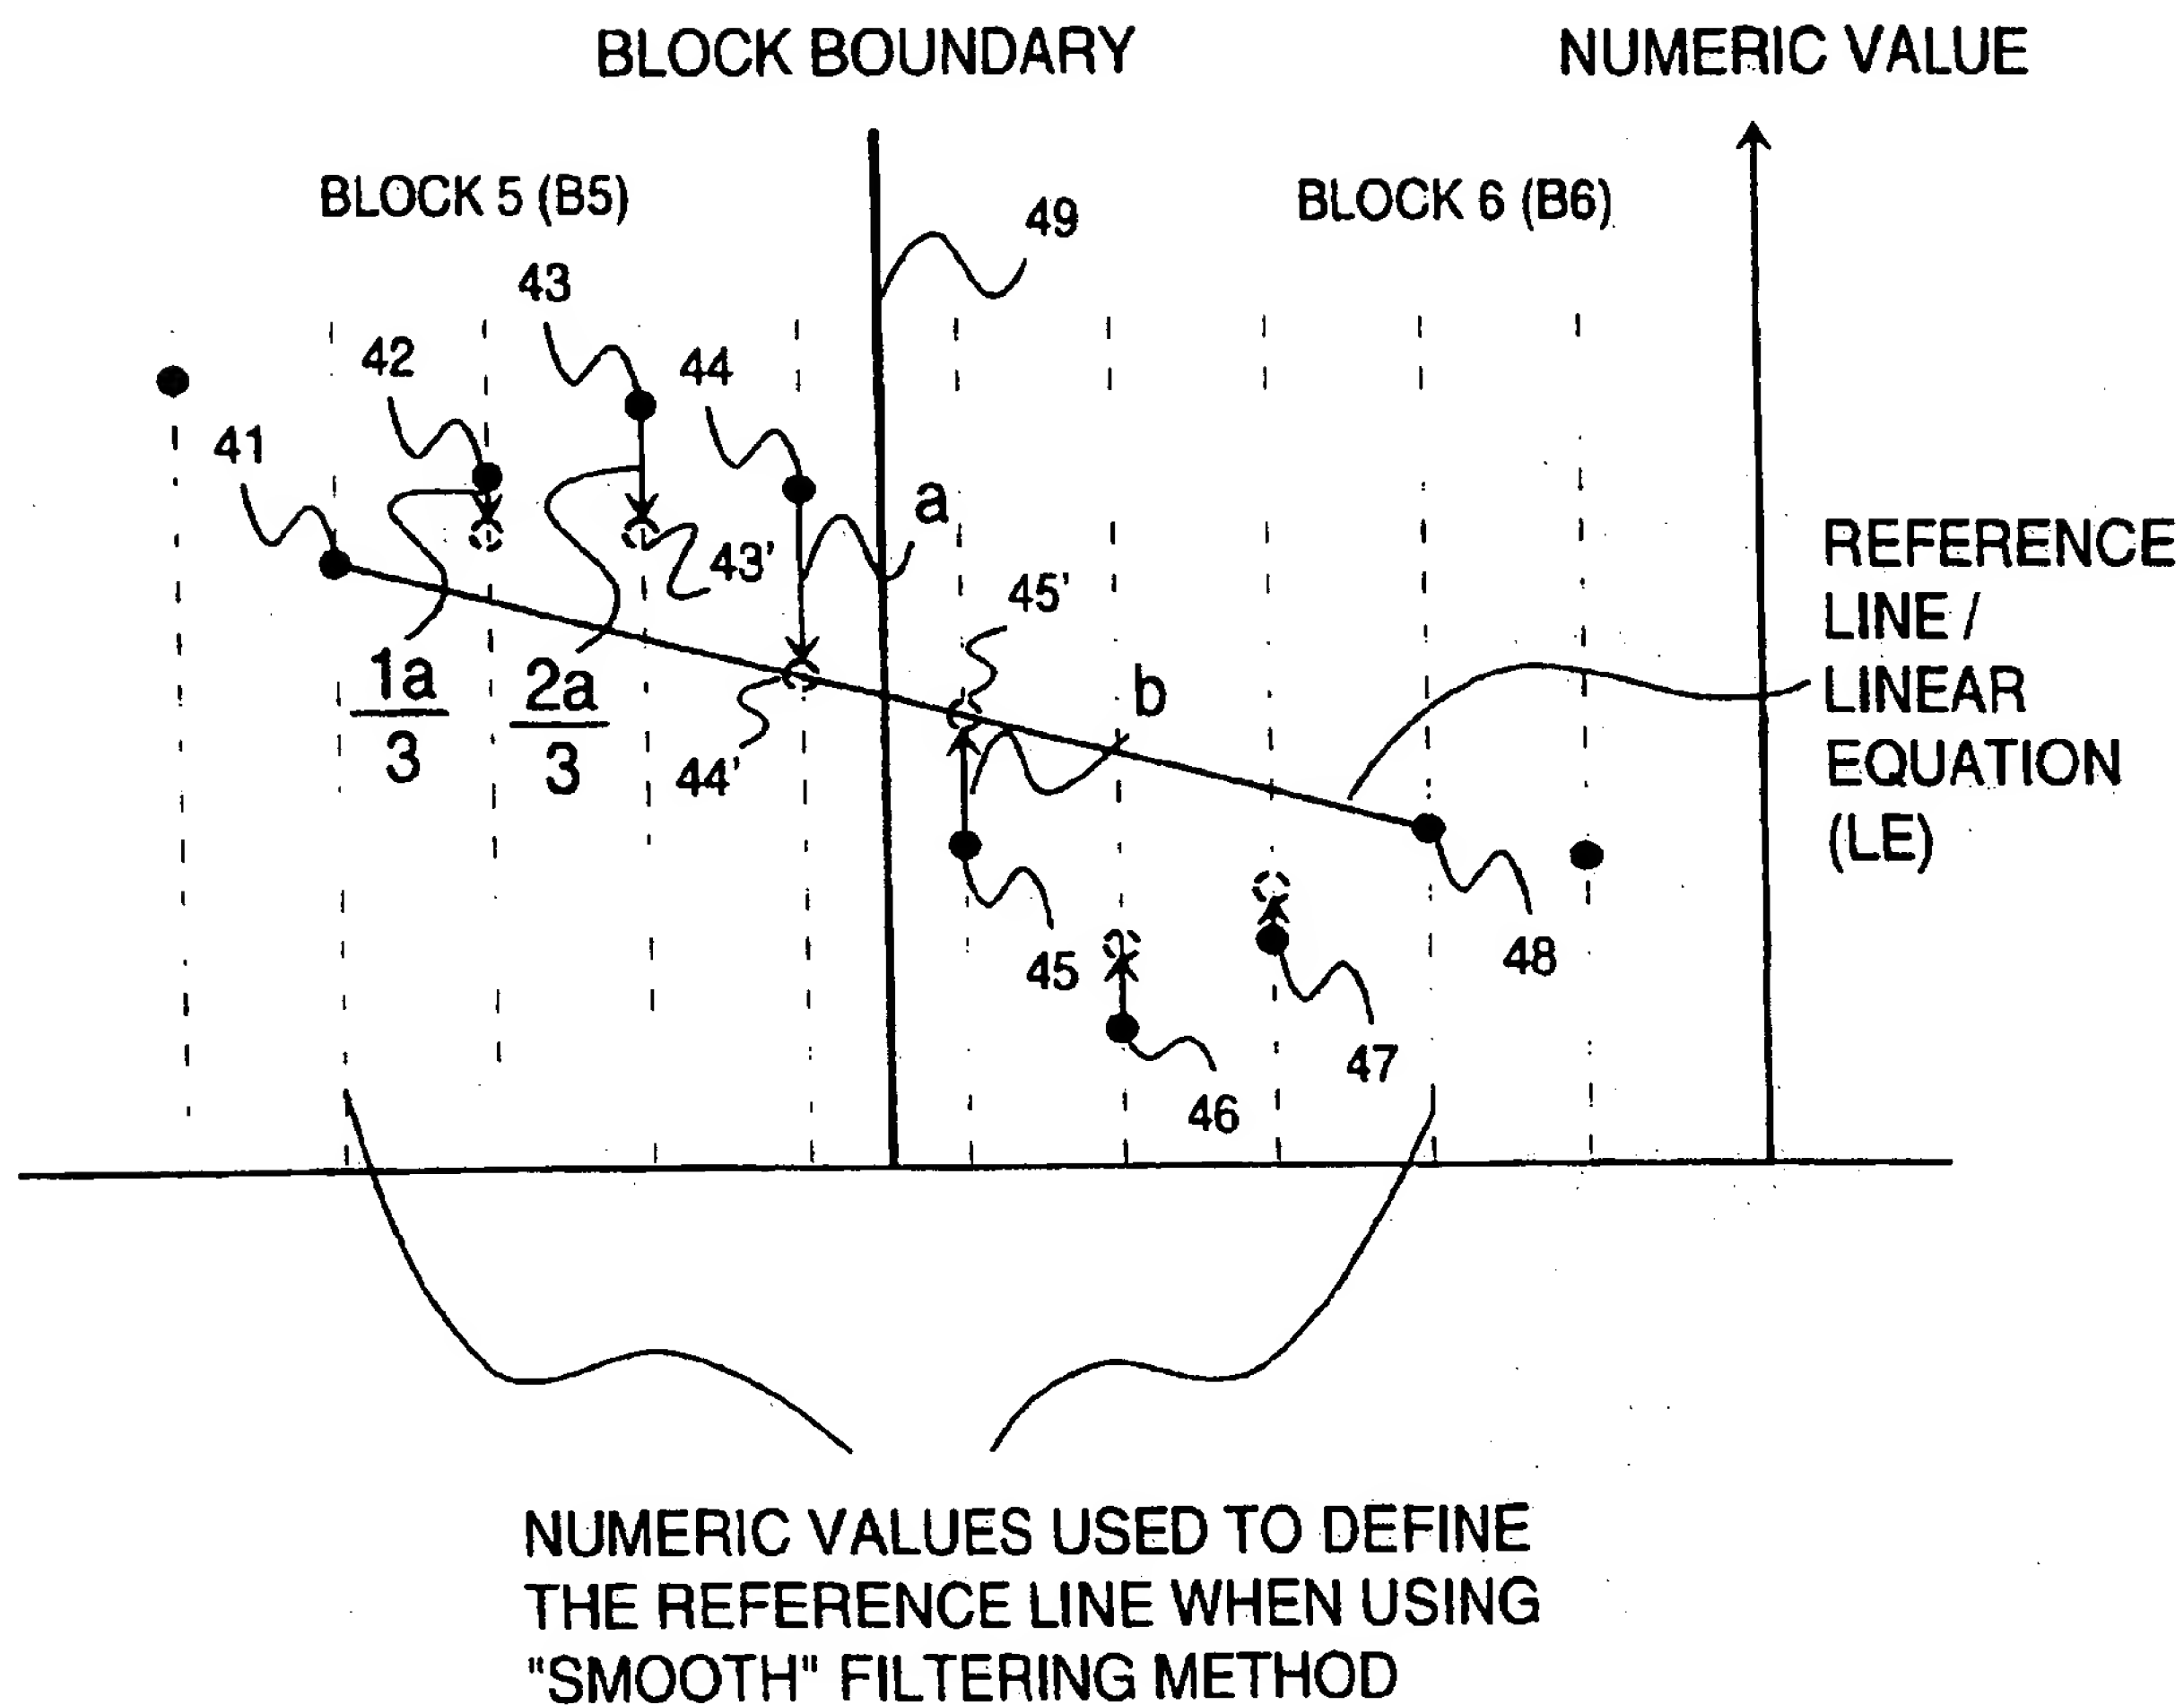 BLOCK BOUNDARY
NUMERIC VALUE
BLOCK 5 (B5)
BLOCK 6 (B6)
49
43
42
44
41
a
43'
45'
REFERENCE
LINE /
LINEAR
EQUATION
(LE)
1a
3
2a
3
b
44'
45
48
47
46
NUMERIC VALUES USED TO DEFINE
THE REFERENCE LINE WHEN USING
"SMOOTH" FILTERING METHOD